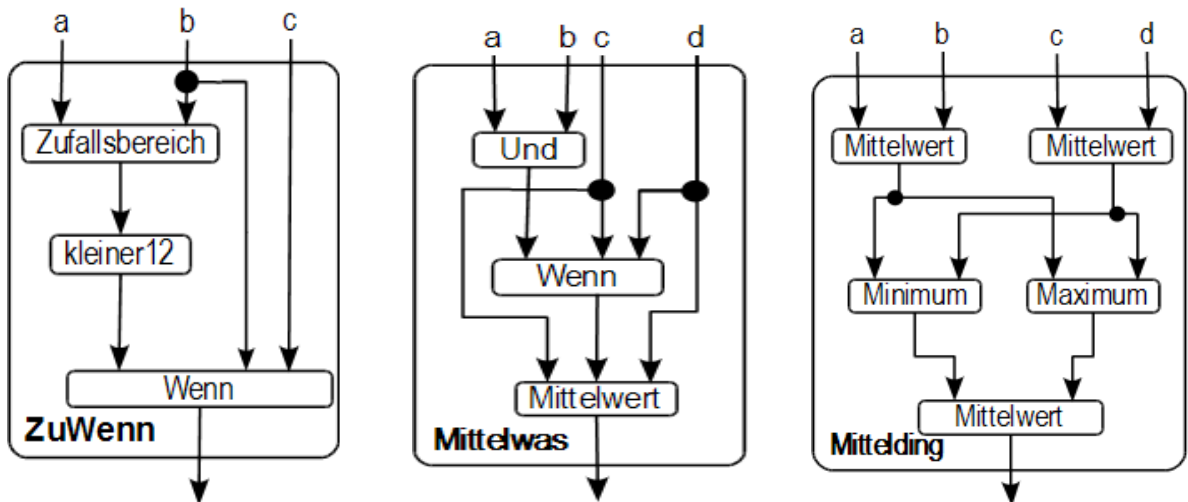 a b c
Zufallsbereich
kleiner12
Wenn
ZuWenn
a b c d
Und
Wenn
Mittelwert
Mittelwas
a b c d
Mittelwert Mittelwert
Minimum Maximum
Mittelwert
Mittelding